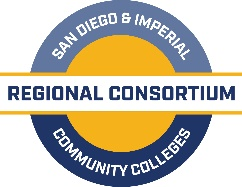 SAN DIEGO & IMPERIAL
REGIONAL CONSORTIUM
COMMUNITY COLLEGES